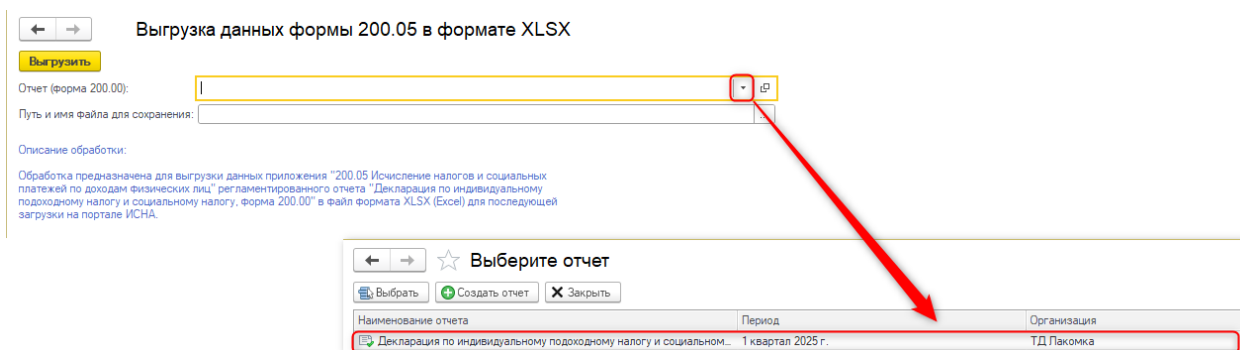 Выгрузка данных формы 200.05 в формате XLSX
Выгрузить
Отчет (форма 200.00):
Путь и имя файла для сохранения:
Описание обработки:
Обработка предназначена для выгрузки данных приложения "200.05 Исчисление налогов и социальных
платежей по доходам физических лиц" регламентированного отчета "Декларация по индивидуальному
подоходному налогу и социальному налогу, форма 200.00" в файл формата XLSX (Excel) для последующей
загрузки на портале ИСНА.
Выберите отчет
Выбрать Создать отчет Закрыть
Наименование отчета Период Организация
Декларация по индивидуальному подоходному налогу и социальном... 1 квартал 2025 г. ТД Лакомка